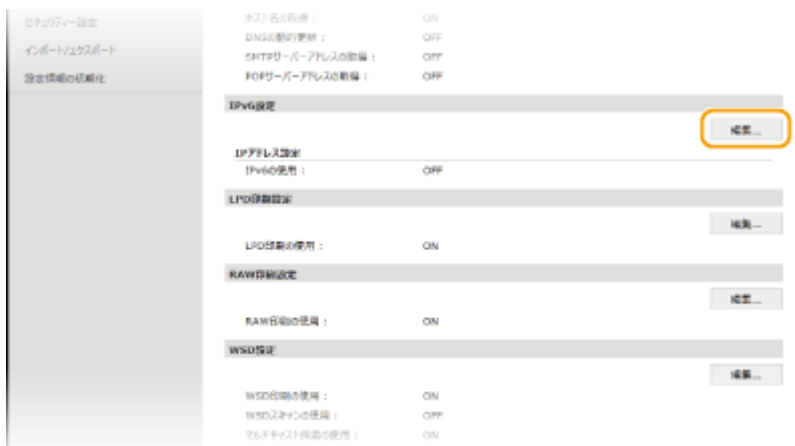 セキュリティー設定
インポート/エクスポート
設定情報の初期化
ホスト名の取得： ON
DNSの動的更新： OFF
SMTPサーバーアドレスの取得： OFF
POPサーバーアドレスの取得： OFF
IPv6設定
編集...
IPアドレス設定
IPv6の使用： OFF
LPD印刷設定
編集...
LPD印刷の使用： ON
RAW印刷設定
編集...
RAW印刷の使用： ON
WSD設定
編集...
WSD印刷の使用： ON
WSDスキャンの使用： OFF
マルチキャスト探索の使用： ON